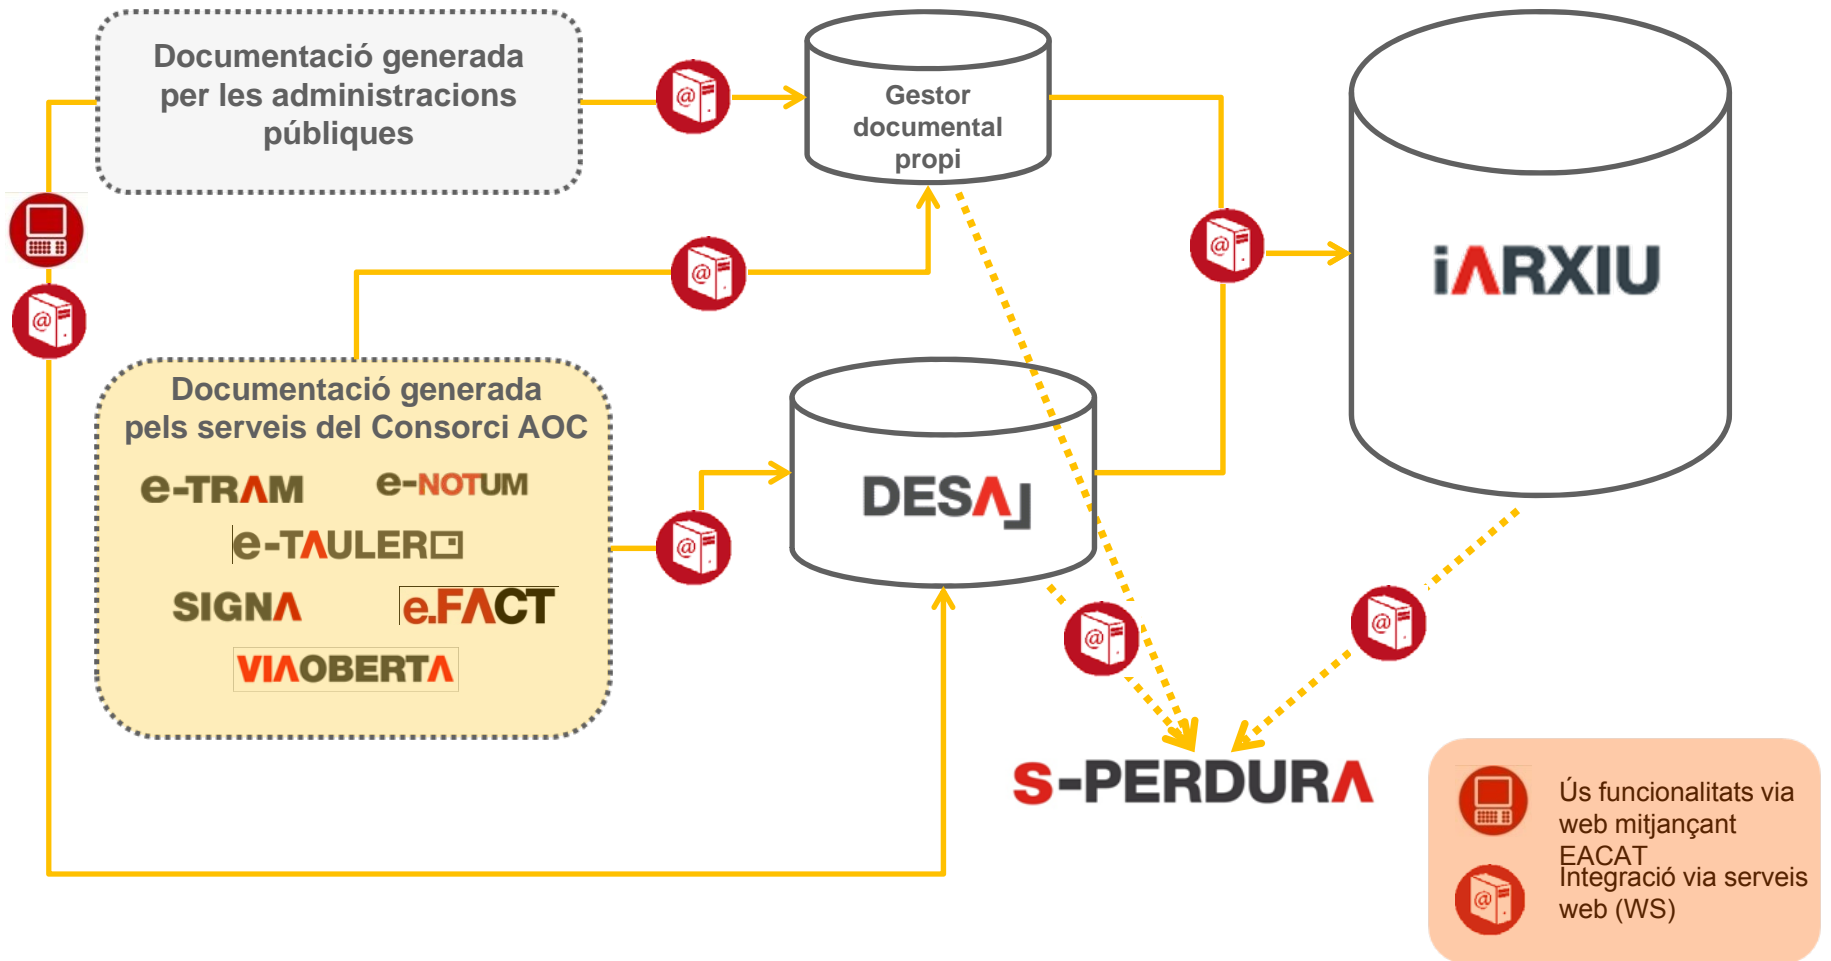 Documentació generada
per les administracions
públiques
@
Gestor
documental
propi
iARXIU
@
@
@
Documentació generada
pels serveis del Consorci AOC
e-TRAM
e-NOTUM
e-TAULER
SIGNA
e.FACT
VIAOBERTA
@
DESAL
@
@
s-PERDURA
Ús funcionalitats via
web mitjançant
EACAT
@
Integració via serveis
web (WS)